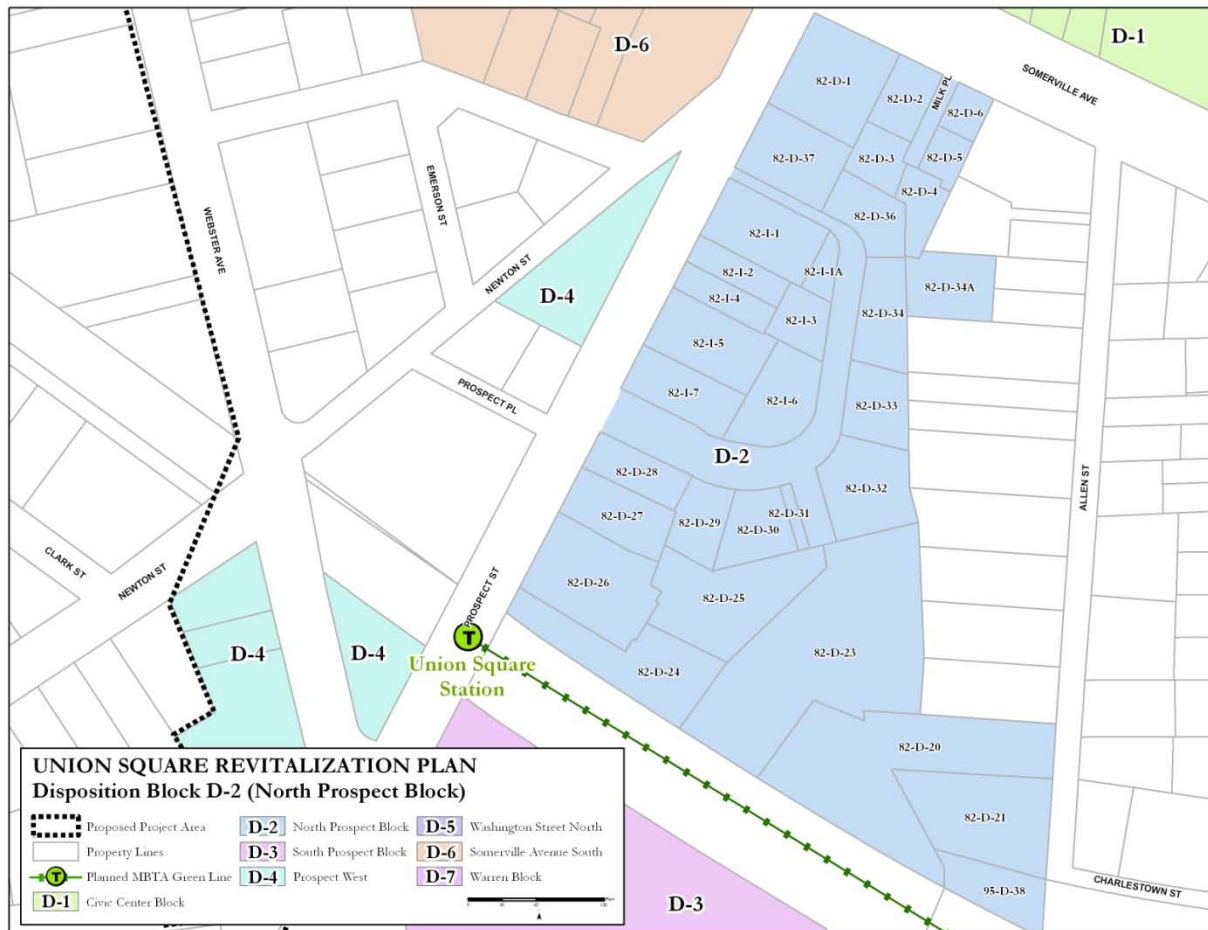 D-6
D-1
SOMERVILLE AVE
82-D-1
82-D-2
MILK PL
82-D-6
82-D-37
82-D-3
82-D-5
82-D-4
82-D-36
EMERSON ST
WEBSTER AVE
NEWTON ST
D-4
82-I-1
82-I-1A
82-I-2
82-I-4
82-I-3
82-D-34
82-D-34A
82-I-5
82-I-7
82-I-6
82-D-33
PROSPECT PL
D-2
82-D-28
82-D-27
82-D-29
82-D-31
82-D-30
82-D-32
ALLEN ST
CLARK ST
NEWTON ST
82-D-26
82-D-25
PROSPECT ST
T
Union Square
Station
D-4
D-4
82-D-24
82-D-23
82-D-20
82-D-21
95-D-38
CHARLESTOWN ST
D-3
UNION SQUARE REVITALIZATION PLAN
Disposition Block D-2 (North Prospect Block)
Proposed Project Area
Property Lines
T Planned MBTA Green Line
D-1 Civic Center Block
D-2 North Prospect Block
D-3 South Prospect Block
D-4 Prospect West
D-5 Washington Street North
D-6 Somerville Avenue South
D-7 Warren Block